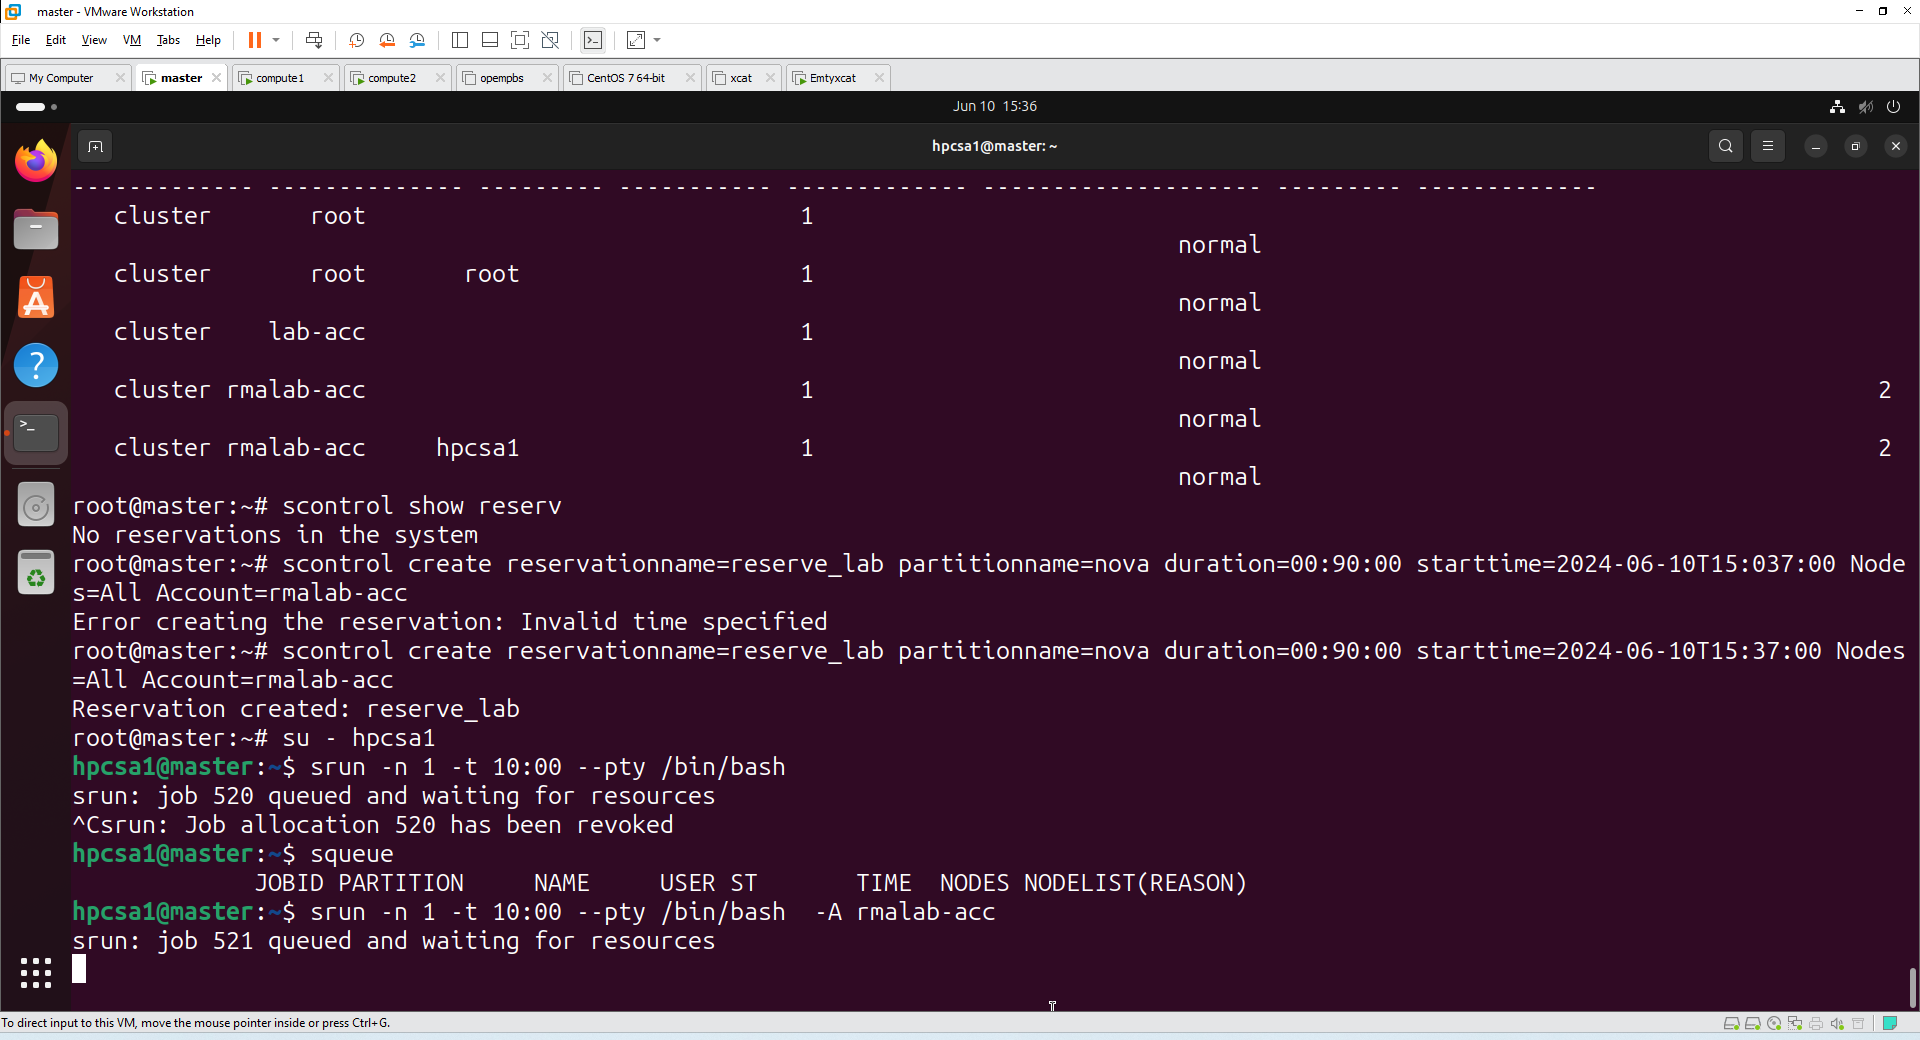 master - VMware Workstation
File Edit View VM Tabs Help
My Computer master compute1 compute2 openpbs CentOS 7 64-bit xcat Emtyxcat
Jun 10 15:36
hpcsa1@master: ~
------------- -------------- --------- ----------- ------------- -------------------- --------- -------------
cluster root 1
normal
cluster root root 1
normal
cluster lab-acc 1
normal
cluster rmalab-acc 1 2
normal
cluster rmalab-acc hpcsa1 1 2
normal
root@master:~# scontrol show reserv
No reservations in the system
root@master:~# scontrol create reservationname=reserve_lab partitionname=nova duration=00:90:00 starttime=2024-06-10T15:037:00 Node
s=All Account=rmalab-acc
Error creating the reservation: Invalid time specified
root@master:~# scontrol create reservationname=reserve_lab partitionname=nova duration=00:90:00 starttime=2024-06-10T15:37:00 Nodes
=All Account=rmalab-acc
Reservation created: reserve_lab
root@master:~# su - hpcsa1
hpcsa1@master:~$ srun -n 1 -t 10:00 --pty /bin/bash
srun: job 520 queued and waiting for resources
^Csrun: Job allocation 520 has been revoked
hpcsa1@master:~$ squeue
JOBID PARTITION NAME USER ST TIME NODES NODELIST(REASON)
hpcsa1@master:~$ srun -n 1 -t 10:00 --pty /bin/bash  -A rmalab-acc
srun: job 521 queued and waiting for resources
To direct input to this VM, move the mouse pointer inside or press Ctrl+G.